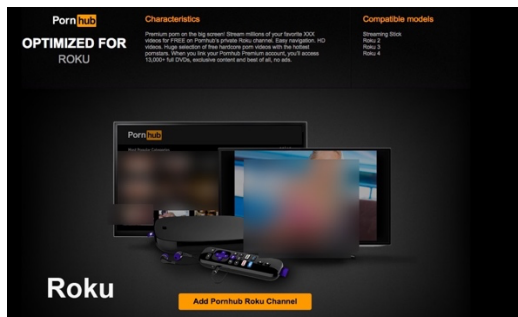 Porn hub
OPTIMIZED FOR
ROKU
Characteristics
Premium porn on the big screen! Stream millions of your favorite XXX
videos for FREE on Pornhub's private Roku channel. Easy navigation. HD
videos. Huge selection of free hardcore porn videos with the hottest
pornstars. When you link your Pornhub Premium account, you'll access
13,000+ full DVDs, exclusive content and best of all, no ads.
Compatible models
Streaming Stick
Roku 2
Roku 3
Roku 4
Porn hub
Most Popular Categories
Roku
Add Pornhub Roku Channel